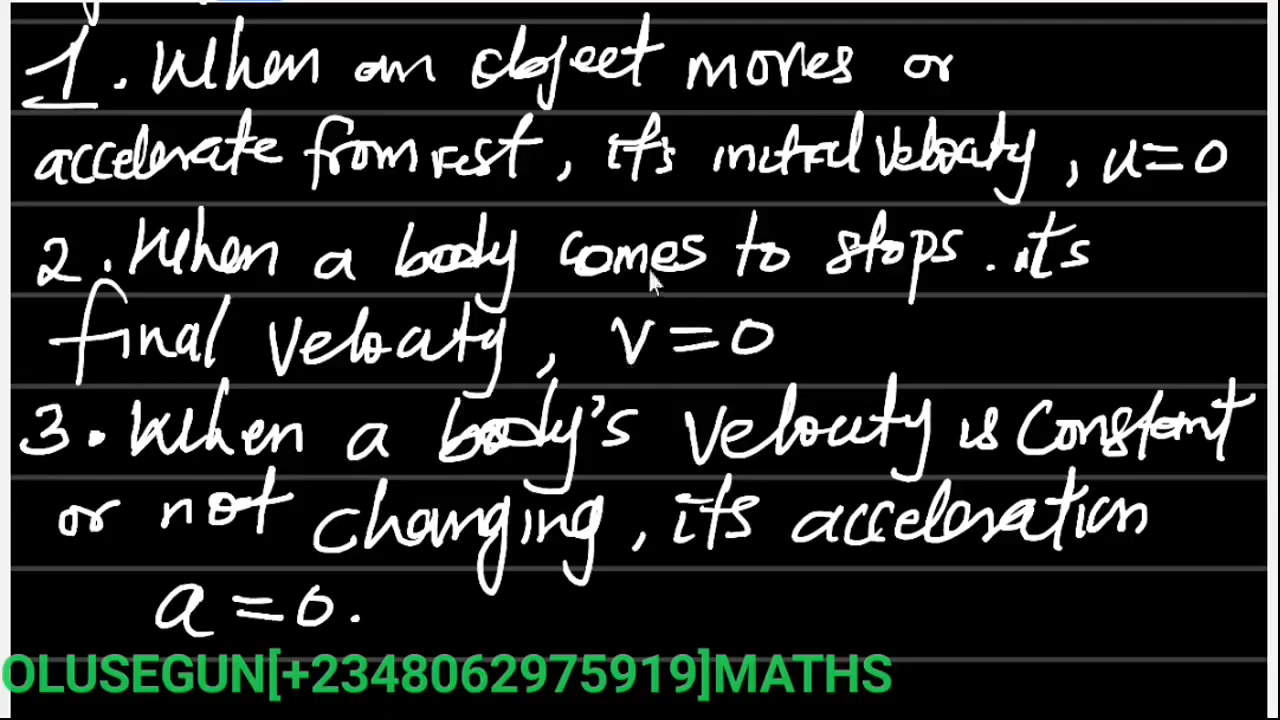 1. When an object moves or
accelerate from rest, it's initial velocity, u=0
2. When a body comes to stops. its
final velocity, v=0
3. When a body's velocity is constant
or not changing, its acceleration
a=0.
OLUSEGUN[+2348062975919]MATHS